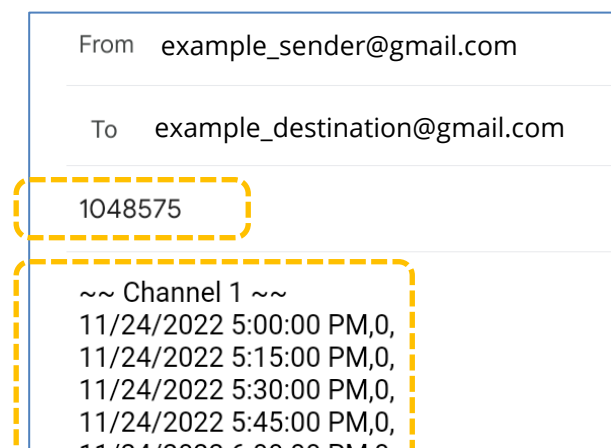 From example_sender@gmail.com
To example_destination@gmail.com
1048575
~~ Channel 1 ~~
11/24/2022 5:00:00 PM,0,
11/24/2022 5:15:00 PM,0,
11/24/2022 5:30:00 PM,0,
11/24/2022 5:45:00 PM,0,